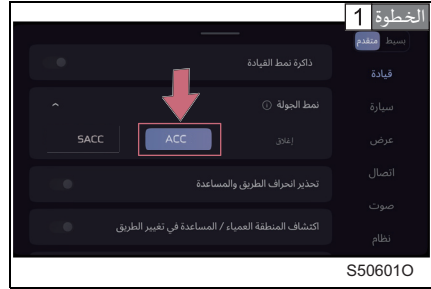 الخطوة 1
بسيط متقدم
قيادة
سيارة
عرض
اتصال
صوت
نظام
ذاكرة نمط القيادة
نمط الجولة
إغلاق ACC SACC
تحذير انحراف الطريق والمساعدة
اكتشاف المنطقة العمياء / المساعدة في تغيير الطريق
S50601O